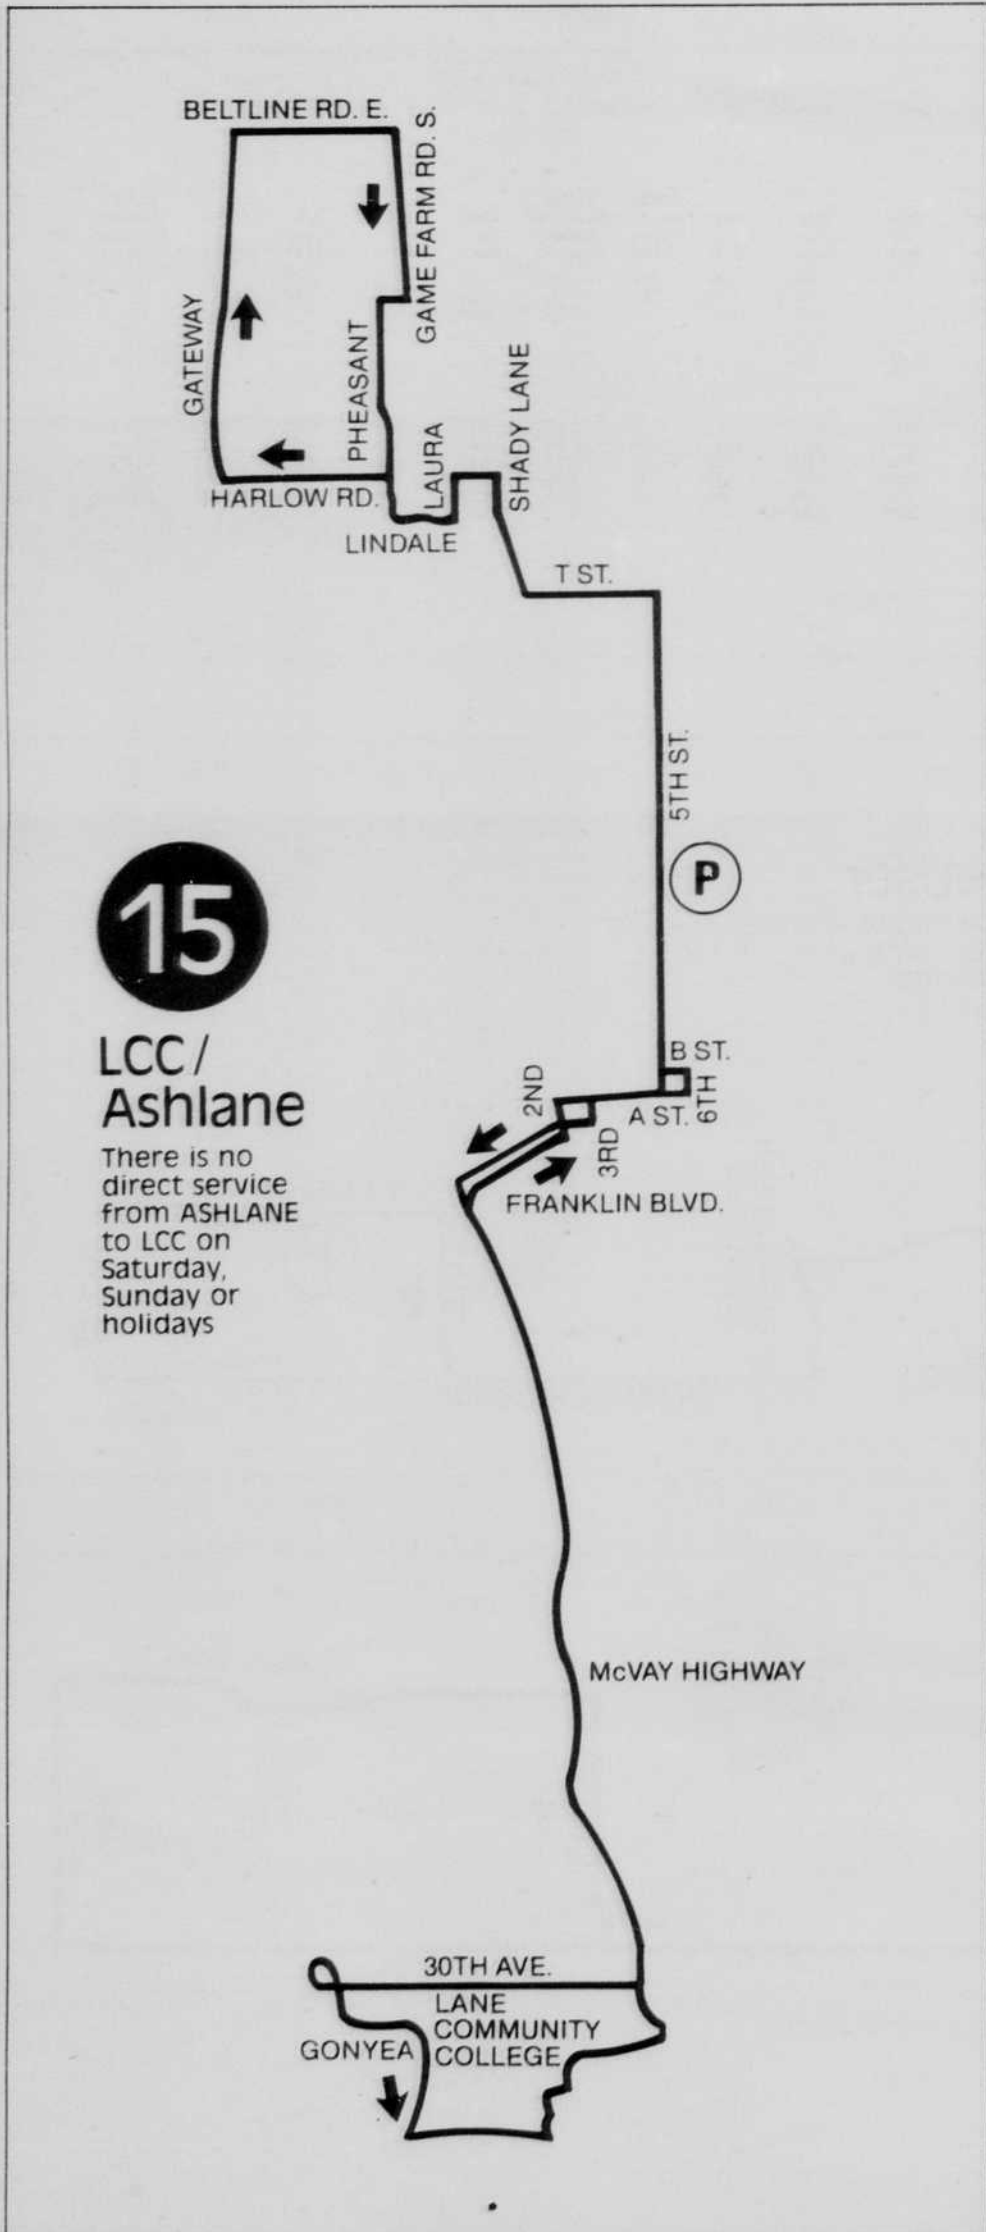 BELTLINE RD. E.
GAME FARM RD. S.
GATEWAY
PHEASANT
SHADY LANE
LAURA
HARLOW RD.
LINDALE
T ST.
5TH ST.
P
15
LCC/
Ashlane
There is no
direct service
from ASHLANE
to LCC on
Saturday,
Sunday or
holidays
B ST.
2ND
6TH
A ST.
3RD
FRANKLIN BLVD.
McVAY HIGHWAY
30TH AVE.
LANE
COMMUNITY
COLLEGE
GONYEA